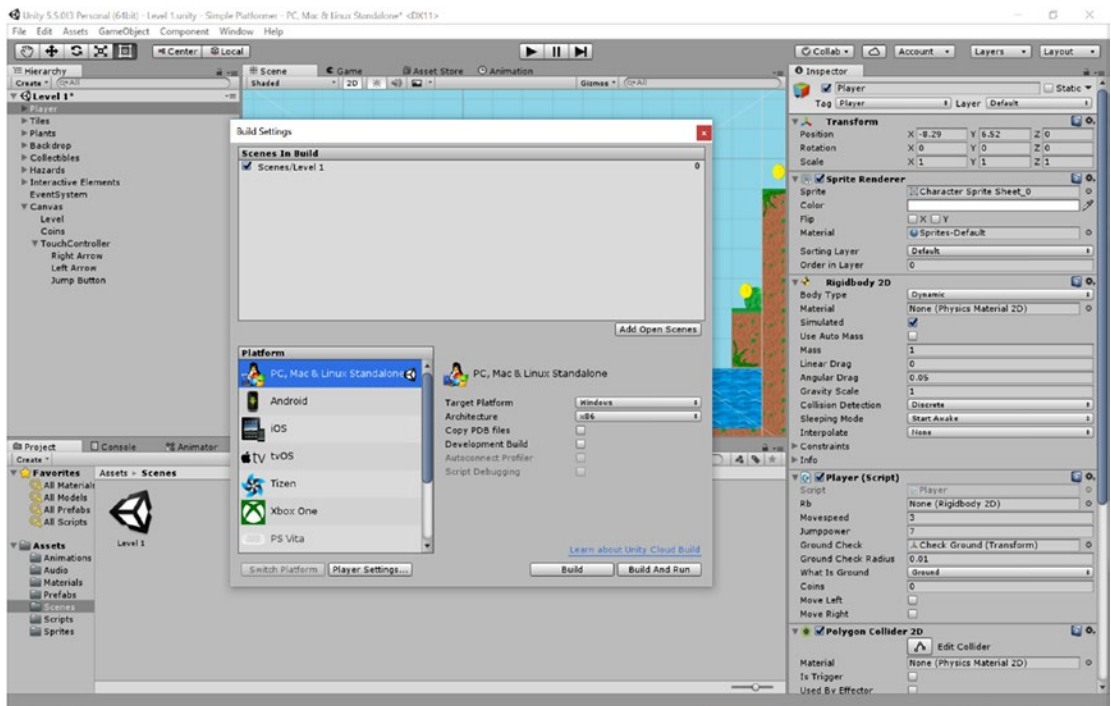 Unity 5.5.0f3 Personal (64bit) - Level 1.unity - Simple Platformer - PC, Mac & Linux Standalone* <DX11>
File Edit Assets GameObject Component Window Help
Center Local
Collab Account Layers Layout
Hierarchy
Create All
Level 1*
Player
Tiles
Plants
Backdrop
Collectibles
Hazards
Interactive Elements
EventSystem
Canvas
Level
Coins
TouchController
Right Arrow
Left Arrow
Jump Button
Scene Game Asset Store Animation
Shaded 2D Gizmos All
Build Settings
Scenes In Build
Scenes/Level 1 0
Add Open Scenes
Platform
PC, Mac & Linux Standalone
Android
iOS
tv tvOS
Tizen
Xbox One
PS Vita
PC, Mac & Linux Standalone
Target Platform Windows
Architecture x86
Copy PDB files
Development Build
Autoconnect Profiler
Script Debugging
Learn about Unity Cloud Build
Switch Platform Player Settings... Build Build And Run
Project Console Animator
Create
Favorites
All Materials
All Models
All Prefabs
All Scripts
Assets
Animations
Audio
Materials
Prefabs
Scenes
Scripts
Sprites
Assets Scenes
Level 1
Inspector
Player Static
Tag Player Layer Default
Transform
Position X -8.29 Y 6.52 Z 0
Rotation X 0 Y 0 Z 0
Scale X 1 Y 1 Z 1
Sprite Renderer
Sprite Character Sprite Sheet_0
Color
Flip X Y
Material Sprites-Default
Sorting Layer Default
Order in Layer 0
Rigidbody 2D
Body Type Dynamic
Material None (Physics Material 2D)
Simulated
Use Auto Mass
Mass 1
Linear Drag 0
Angular Drag 0.05
Gravity Scale 1
Collision Detection Discrete
Sleeping Mode Start Awake
Interpolate None
Constraints
Info
Player (Script)
Script Player
Rb None (Rigidbody 2D)
Movespeed 3
Jumppower 7
Ground Check Check Ground (Transform)
Ground Check Radius 0.01
What Is Ground Ground
Coins 0
Move Left
Move Right
Polygon Collider 2D
Edit Collider
Material None (Physics Material 2D)
Is Trigger
Used By Effector